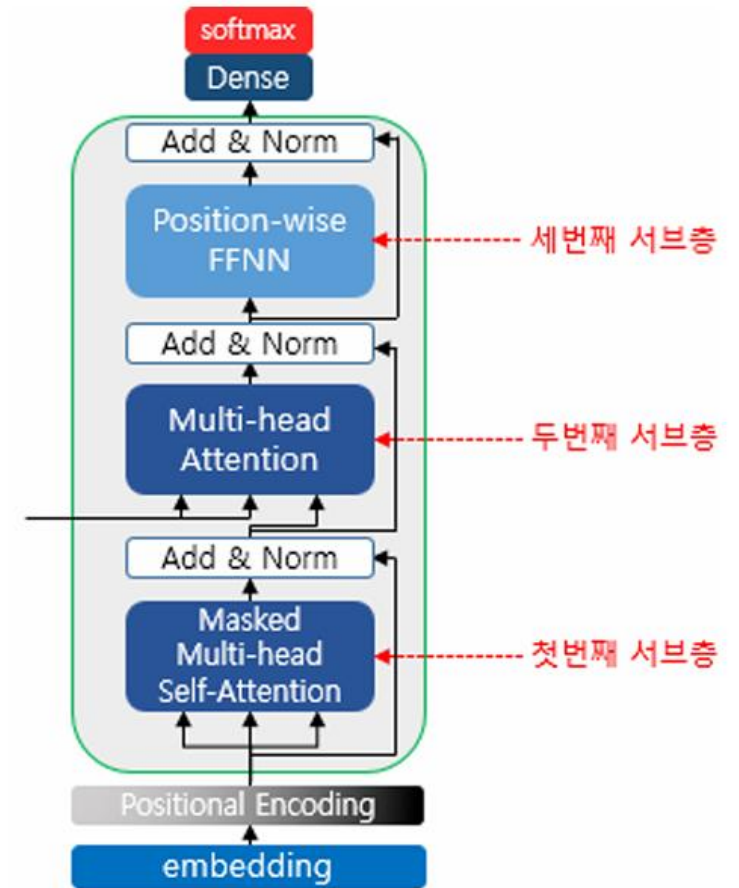 softmax
Dense
Add & Norm
Position-wise
FFNN
세번째 서브층
Add & Norm
Multi-head
Attention
두번째 서브층
Add & Norm
Masked
Multi-head
Self-Attention
첫번째 서브층
Positional Encoding
embedding